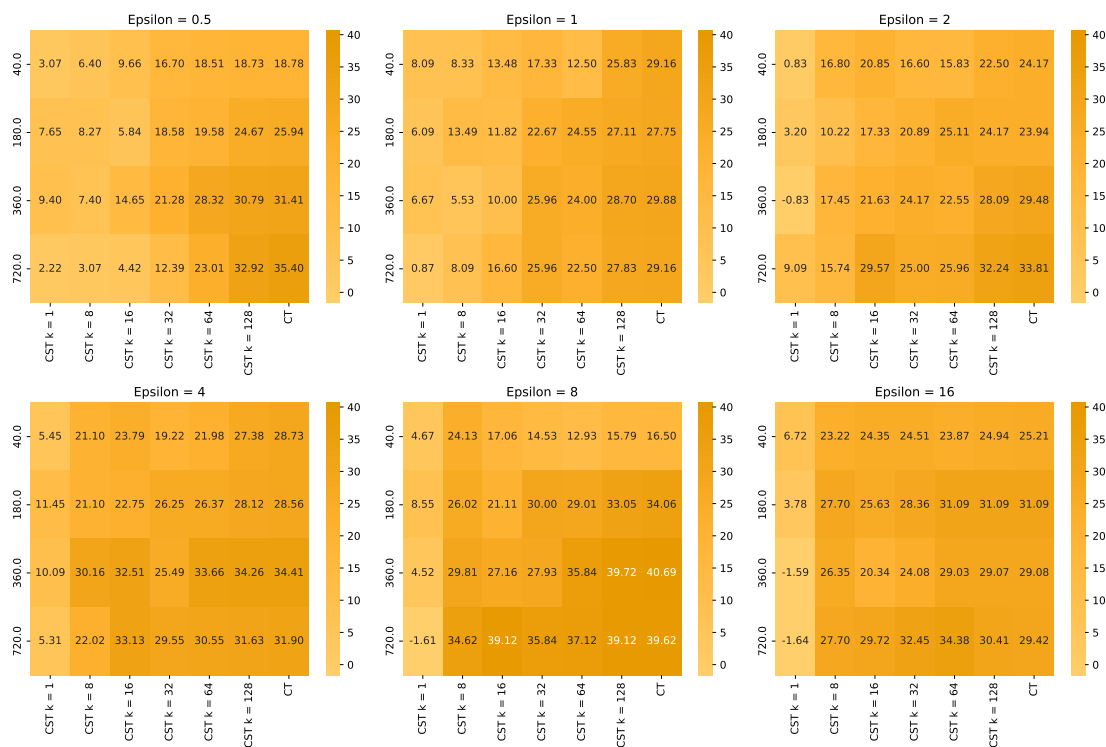 Epsilon = 0.5
40.0 3.07 6.40 9.66 16.70 18.51 18.73 18.78
180.0 7.65 8.27 5.84 18.58 19.58 24.67 25.94
360.0 9.40 7.40 14.65 21.28 28.32 30.79 31.41
720.0 2.22 3.07 4.42 12.39 23.01 32.92 35.40
CST k = 1 CST k = 8 CST k = 16 CST k = 32 CST k = 64 CST k = 128 CT
40
35
30
25
20
15
10
5
0
Epsilon = 1
40.0 8.09 8.33 13.48 17.33 12.50 25.83 29.16
180.0 6.09 13.49 11.82 22.67 24.55 27.11 27.75
360.0 6.67 5.53 10.00 25.96 24.00 28.70 29.88
720.0 0.87 8.09 16.60 25.96 22.50 27.83 29.16
CST k = 1 CST k = 8 CST k = 16 CST k = 32 CST k = 64 CST k = 128 CT
40
35
30
25
20
15
10
5
0
Epsilon = 2
40.0 0.83 16.80 20.85 16.60 15.83 22.50 24.17
180.0 3.20 10.22 17.33 20.89 25.11 24.17 23.94
360.0 -0.83 17.45 21.63 24.17 22.55 28.09 29.48
720.0 9.09 15.74 29.57 25.00 25.96 32.24 33.81
CST k = 1 CST k = 8 CST k = 16 CST k = 32 CST k = 64 CST k = 128 CT
40
35
30
25
20
15
10
5
0
Epsilon = 4
40.0 5.45 21.10 23.79 19.22 21.98 27.38 28.73
180.0 11.45 21.10 22.75 26.25 26.37 28.12 28.56
360.0 10.09 30.16 32.51 25.49 33.66 34.26 34.41
720.0 5.31 22.02 33.13 29.55 30.55 31.63 31.90
CST k = 1 CST k = 8 CST k = 16 CST k = 32 CST k = 64 CST k = 128 CT
40
35
30
25
20
15
10
5
0
Epsilon = 8
40.0 4.67 24.13 17.06 14.53 12.93 15.79 16.50
180.0 8.55 26.02 21.11 30.00 29.01 33.05 34.06
360.0 4.52 29.81 27.16 27.93 35.84 39.72 40.69
720.0 -1.61 34.62 39.12 35.84 37.12 39.12 39.62
CST k = 1 CST k = 8 CST k = 16 CST k = 32 CST k = 64 CST k = 128 CT
40
35
30
25
20
15
10
5
0
Epsilon = 16
40.0 6.72 23.22 24.35 24.51 23.87 24.94 25.21
180.0 3.78 27.70 25.63 28.36 31.09 31.09 31.09
360.0 -1.59 26.35 20.34 24.08 29.03 29.07 29.08
720.0 -1.64 27.70 29.72 32.45 34.38 30.41 29.42
CST k = 1 CST k = 8 CST k = 16 CST k = 32 CST k = 64 CST k = 128 CT
40
35
30
25
20
15
10
5
0